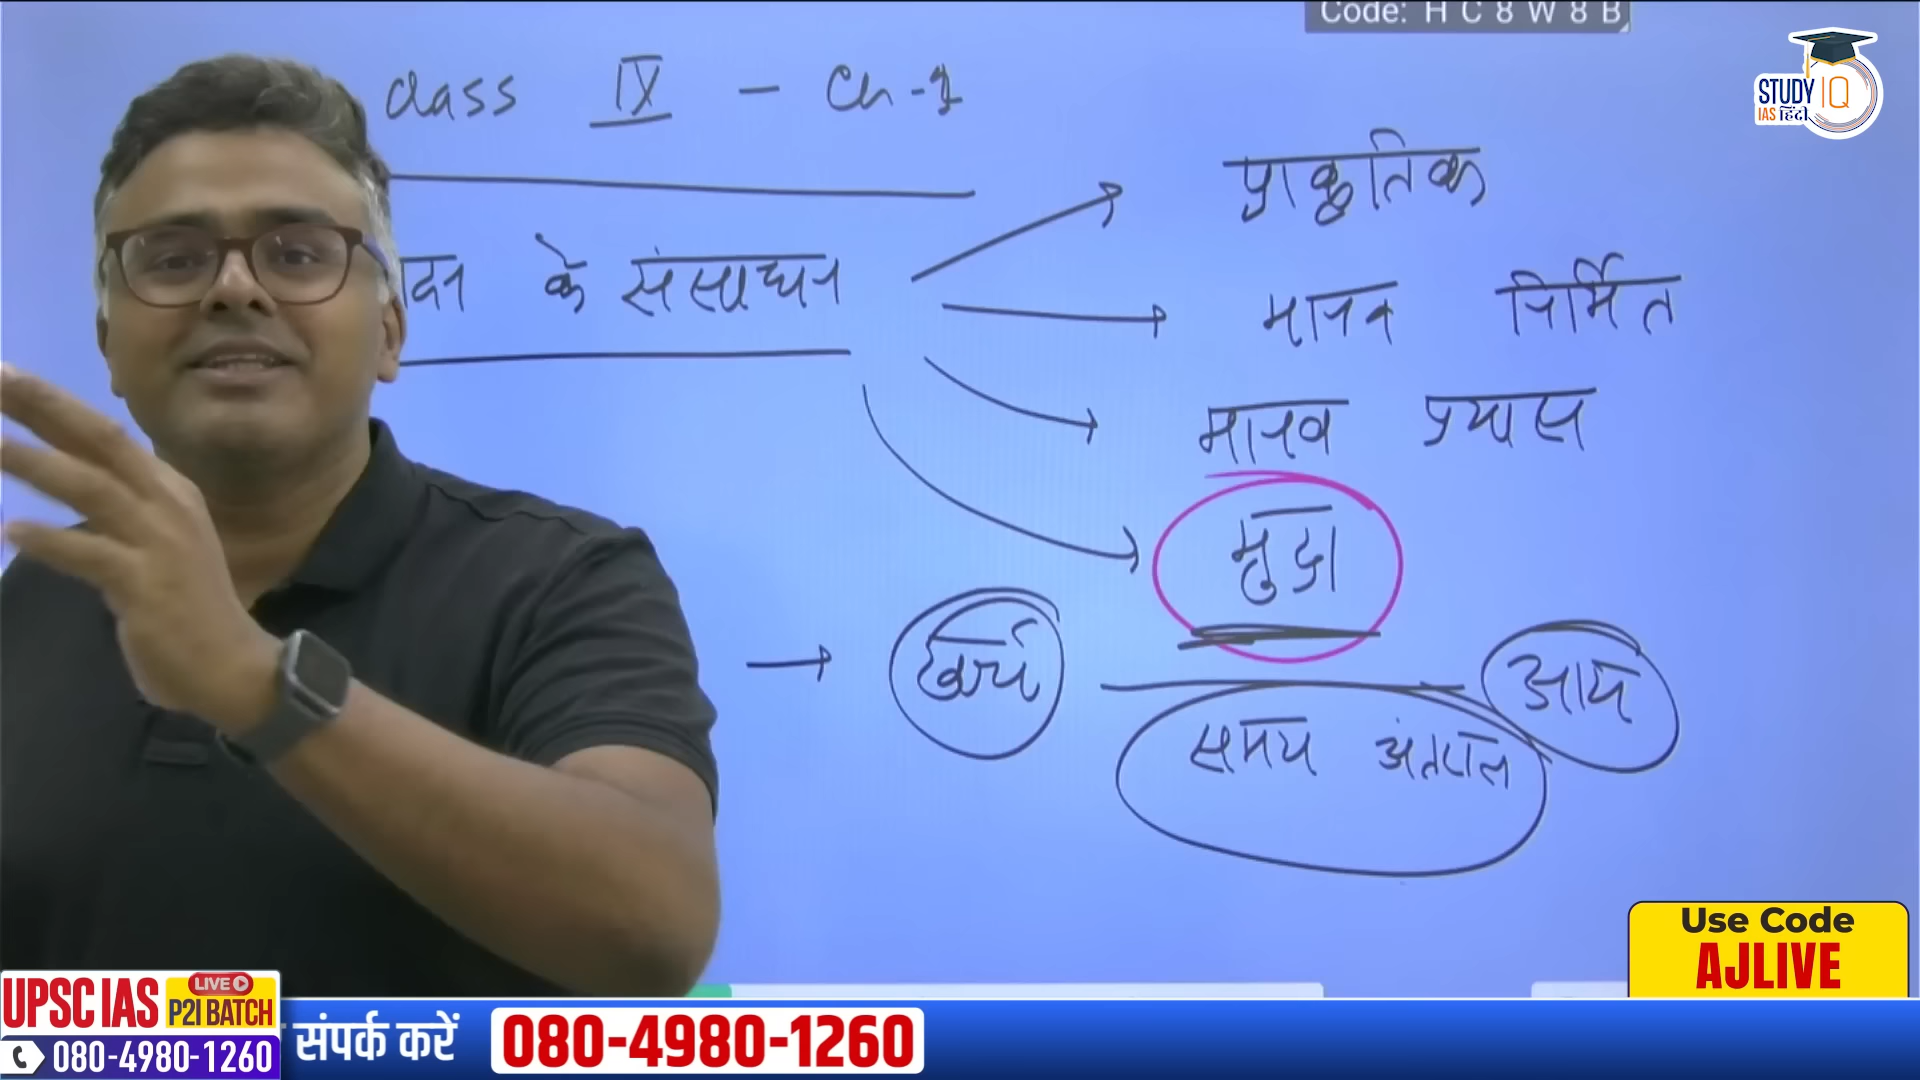 Code: H C 8 W 8 B
STUDY IQ
IAS हिंदी
class IX - Ch-1
प्राकृतिक
के संसाधन
मानव निर्मित
मानव प्रयास
मुद्रा
खर्च
आय
समय अंतराल
Use Code
AJLIVE
LIVE
UPSC IAS P2I BATCH
080-4980-1260
संपर्क करें 080-4980-1260